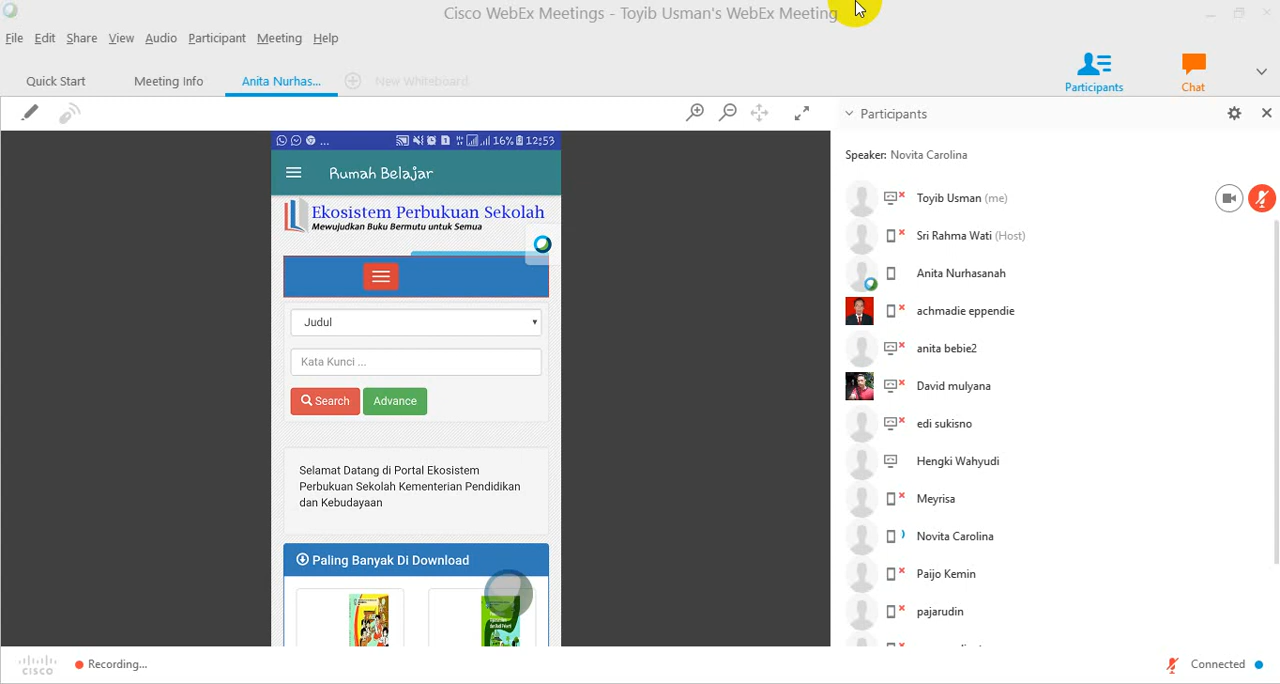 Cisco WebEx Meetings - Toyib Usman's WebEx Meeting
File Edit Share View Audio Participant Meeting Help
Quick Start Meeting Info Anita Nurhas... New Whiteboard
Participants Chat
... 16% 12:53
Rumah Belajar
Ekosistem Perbukuan Sekolah
Mewujudkan Buku Bermutu untuk Semua
Judul
Kata Kunci ...
Search Advance
Selamat Datang di Portal Ekosistem
Perbukuan Sekolah Kementerian Pendidikan
dan Kebudayaan
Paling Banyak Di Download
Participants
Speaker: Novita Carolina
Toyib Usman (me)
Sri Rahma Wati (Host)
Anita Nurhasanah
achmadie eppendie
anita bebie2
David mulyana
edi sukisno
Hengki Wahyudi
Meyrisa
Novita Carolina
Paijo Kemin
pajarudin
cisco Recording...
Connected